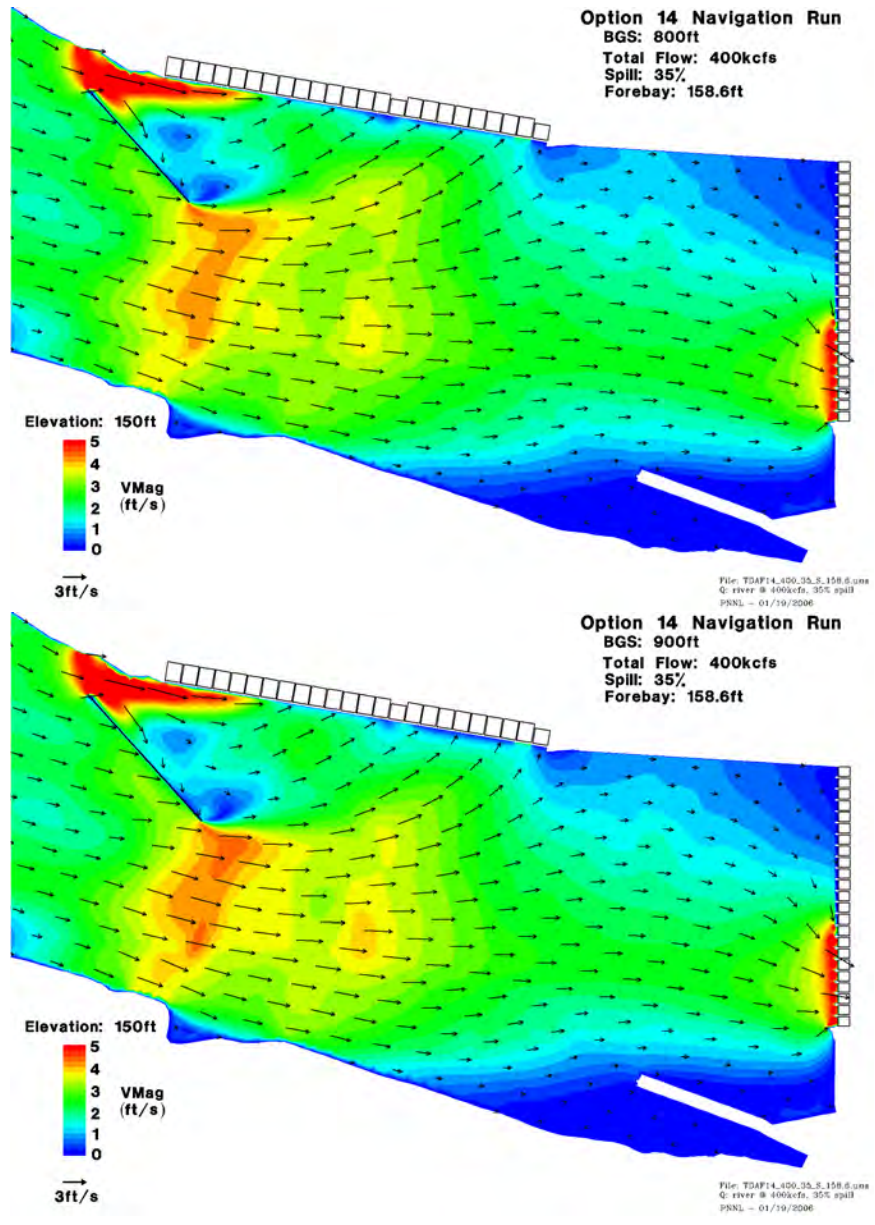 Option 14 Navigation Run
BGS: 800ft
Total Flow: 400kcfs
Spill: 35%
Forebay: 158.6ft
Elevation: 150ft
5
4
3
2
1
0
VMag
(ft/s)
3ft/s
File: TDAF14_400_35_S_158.6.uns
Q: river @ 400kcfs, 35% spill
PNNL - 01/19/2006
Option 14 Navigation Run
BGS: 900ft
Total Flow: 400kcfs
Spill: 35%
Forebay: 158.6ft
Elevation: 150ft
5
4
3
2
1
0
VMag
(ft/s)
3ft/s
File: TDAF14_400_35_S_158.6.uns
Q: river @ 400kcfs, 35% spill
PNNL - 01/19/2006